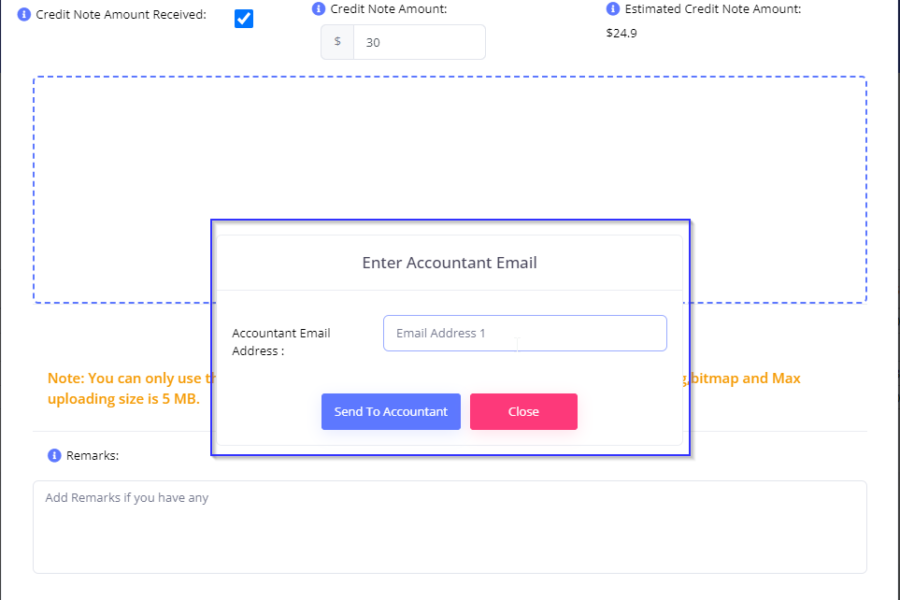 Credit Note Amount Received:
Credit Note Amount:
Estimated Credit Note Amount:
$ 30
$24.9
Enter Accountant Email
Accountant Email
Address :
Email Address 1
Note: You can only use
bitmap and Max
uploading size is 5 MB.
Send To Accountant
Close
Remarks:
Add Remarks if you have any